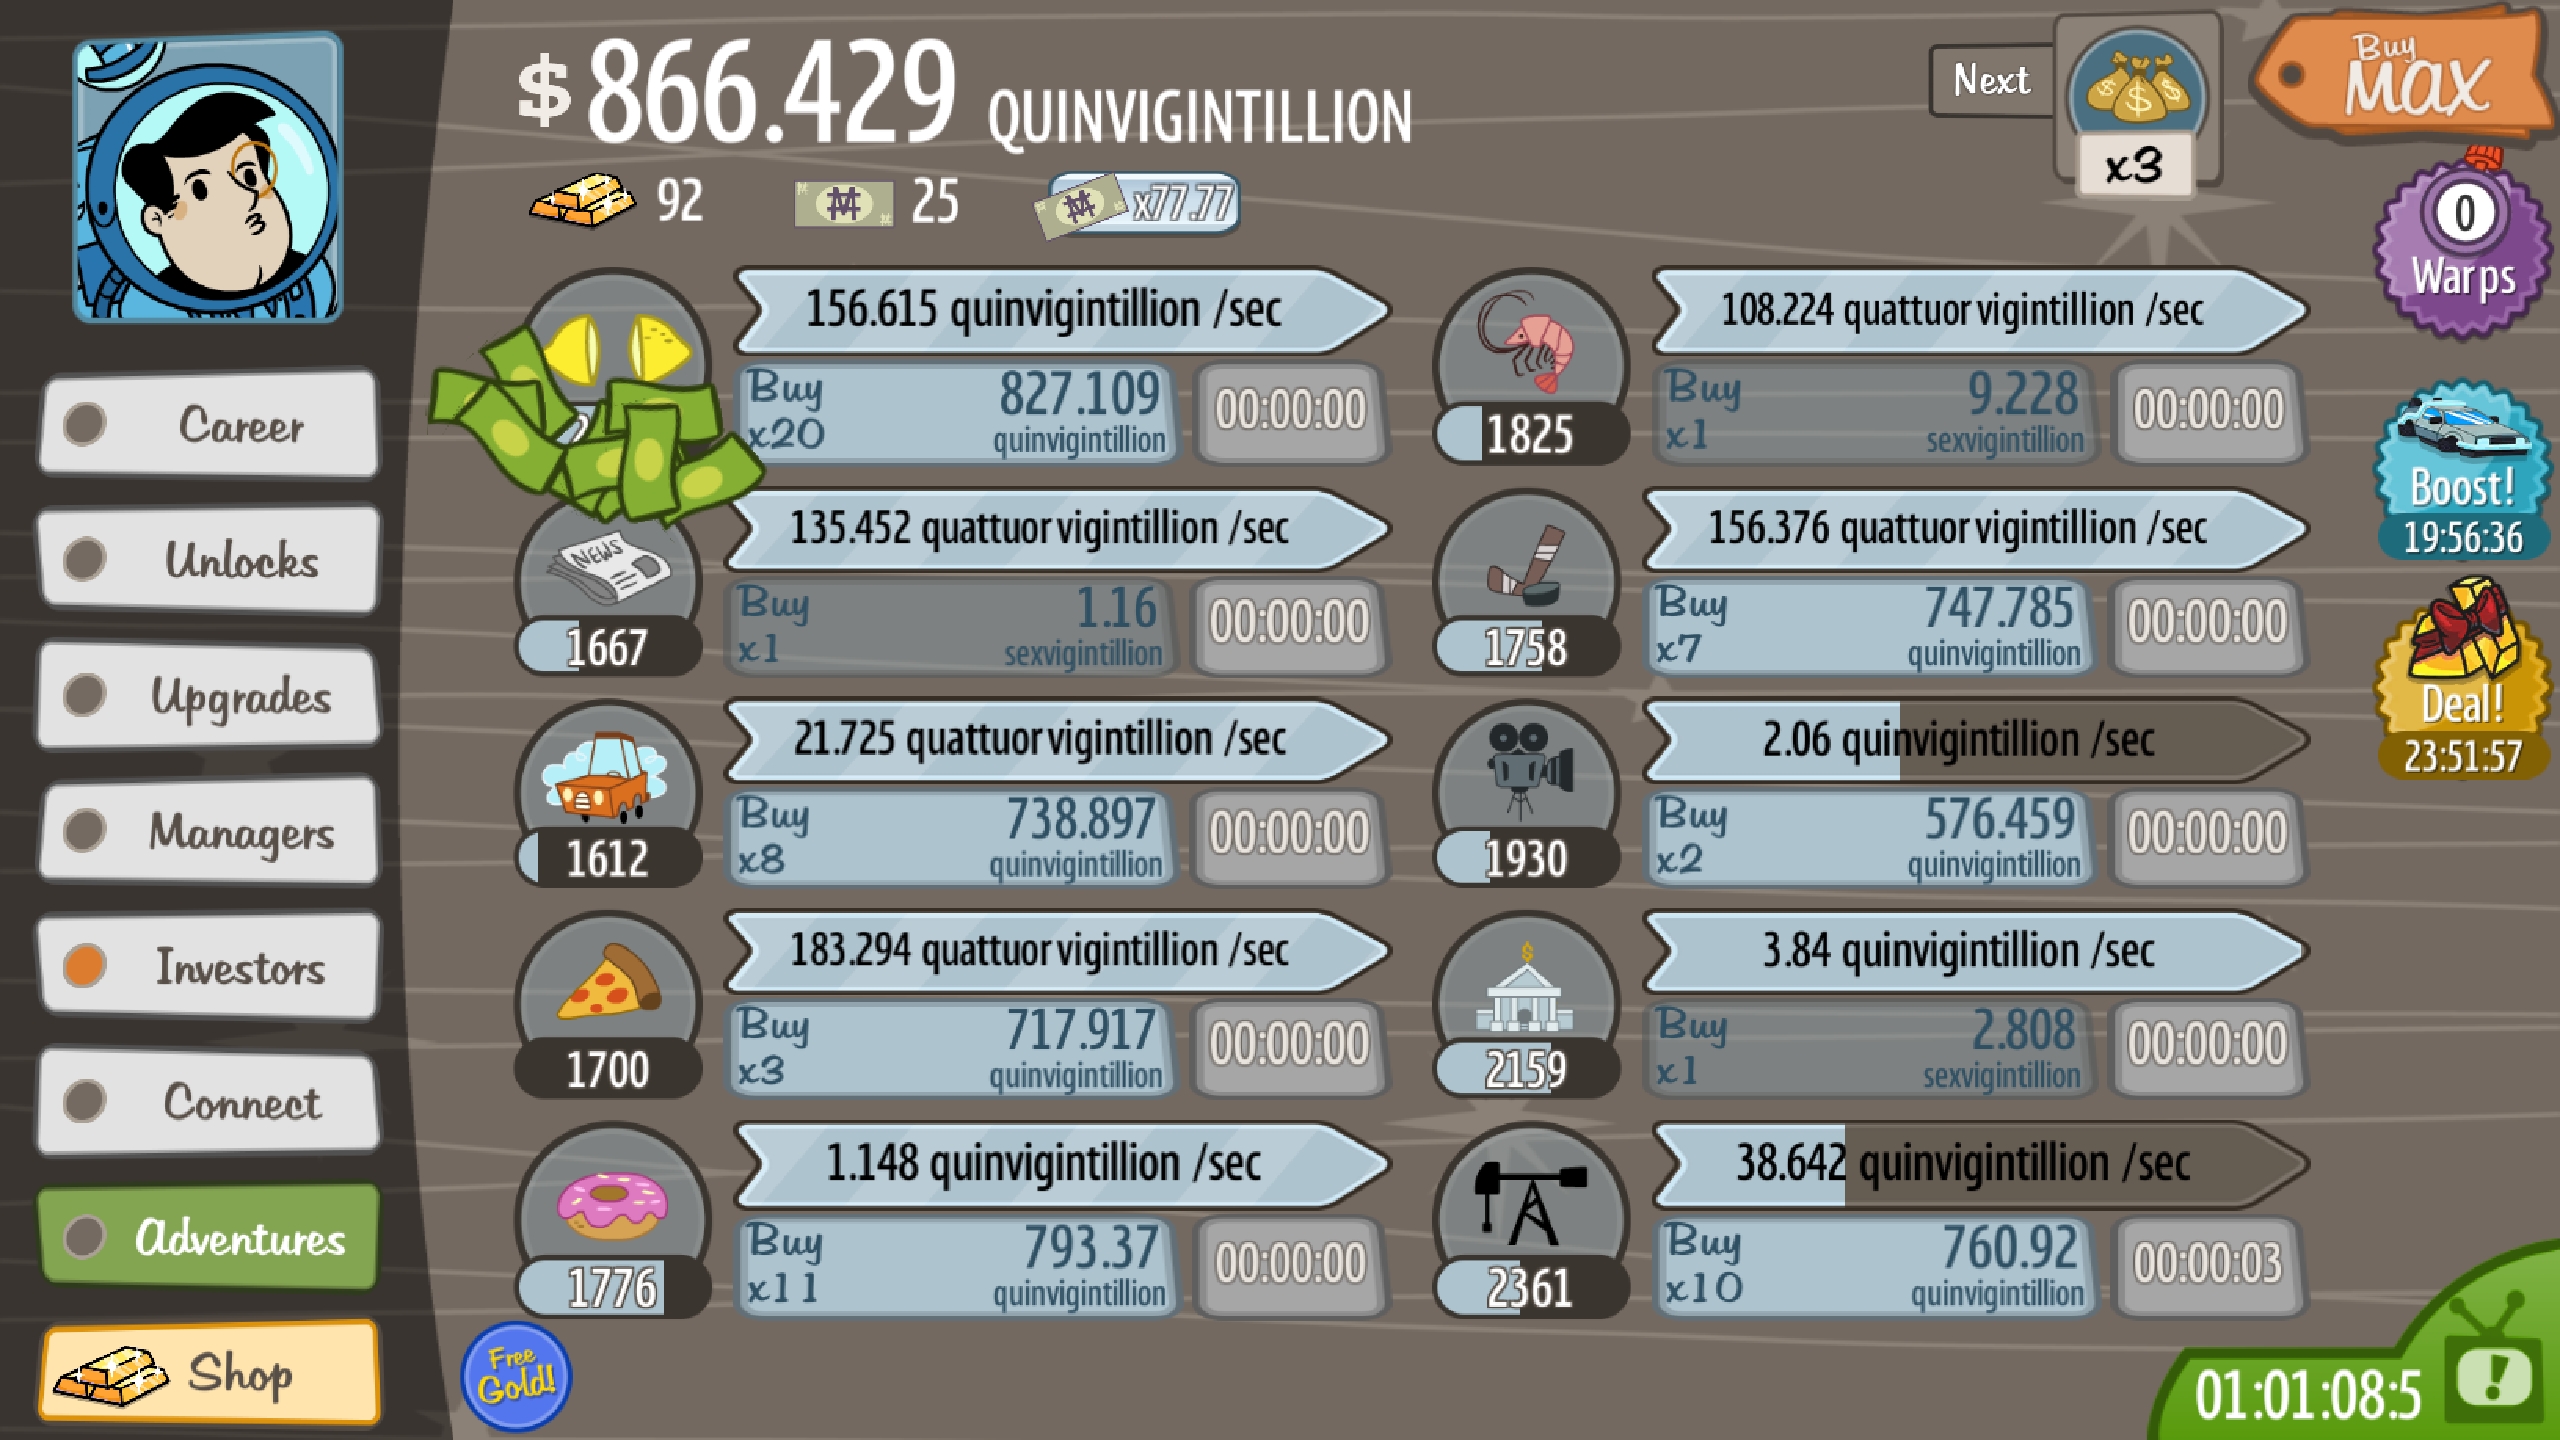 $866.429 QUINVIGINTILLION
92
25
x77.77
Next
x3
Buy
MAX
0
Warps
Boost!
19:56:36
Deal!
23:51:57
Career
Unlocks
Upgrades
Managers
Investors
Connect
Adventures
Shop
156.615 quinvigintillion /sec
Buy
x20
827.109
quinvigintillion
00:00:00
NEWS
1667
135.452 quattuorvigintillion /sec
Buy
x1
1.16
sexvigintillion
00:00:00
1612
21.725 quattuorvigintillion /sec
Buy
x8
738.897
quinvigintillion
00:00:00
1700
183.294 quattuorvigintillion /sec
Buy
x3
717.917
quinvigintillion
00:00:00
1776
1.148 quinvigintillion /sec
Buy
x11
793.37
quinvigintillion
00:00:00
1825
108.224 quattuorvigintillion /sec
Buy
x1
9.228
sexvigintillion
00:00:00
1758
156.376 quattuorvigintillion /sec
Buy
x7
747.785
quinvigintillion
00:00:00
1930
2.06 quinvigintillion /sec
Buy
x2
576.459
quinvigintillion
00:00:00
2159
3.84 quinvigintillion /sec
Buy
x1
2.808
sexvigintillion
00:00:00
2361
38.642 quinvigintillion /sec
Buy
x10
760.92
quinvigintillion
00:00:03
Free
Gold!
01:01:08:5
!